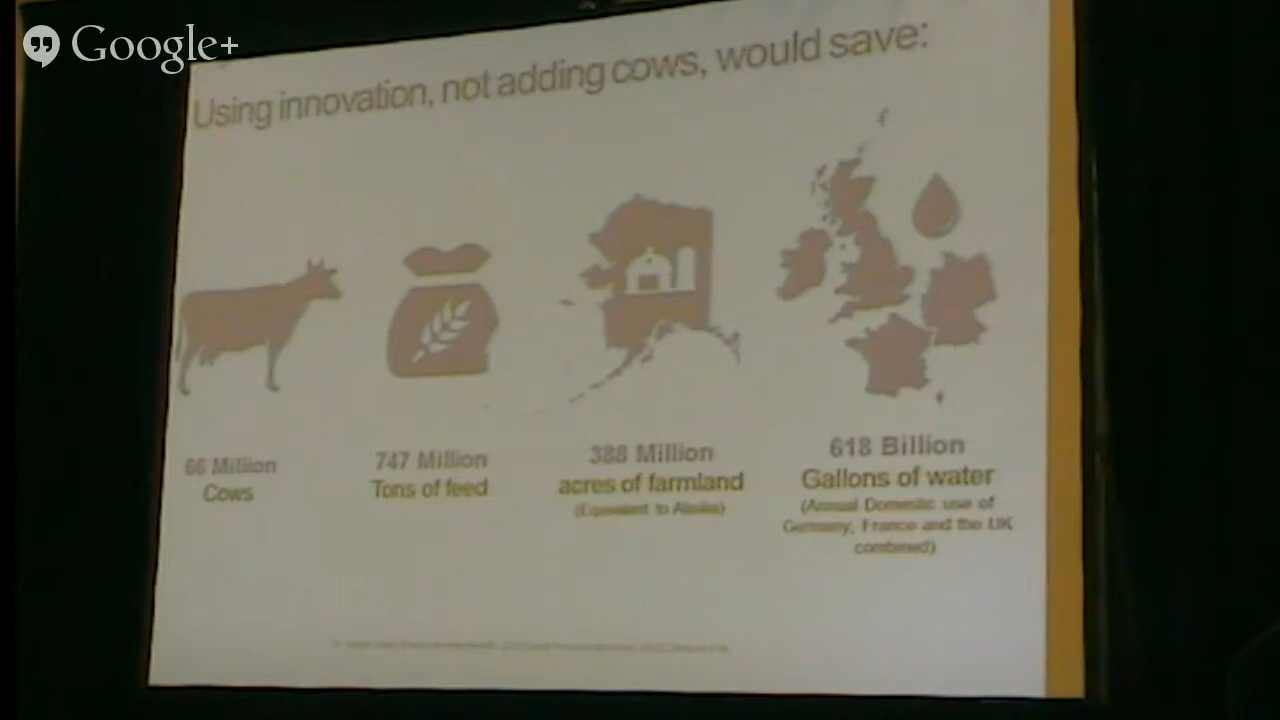 Google+
Using innovation, not adding cows, would save:
66 Million
Cows
747 Million
Tons of feed
388 Million
acres of farmland
(Equivalent to Alaska)
618 Billion
Gallons of water
(Annual Domestic use of
Germany, France and the UK
combined)